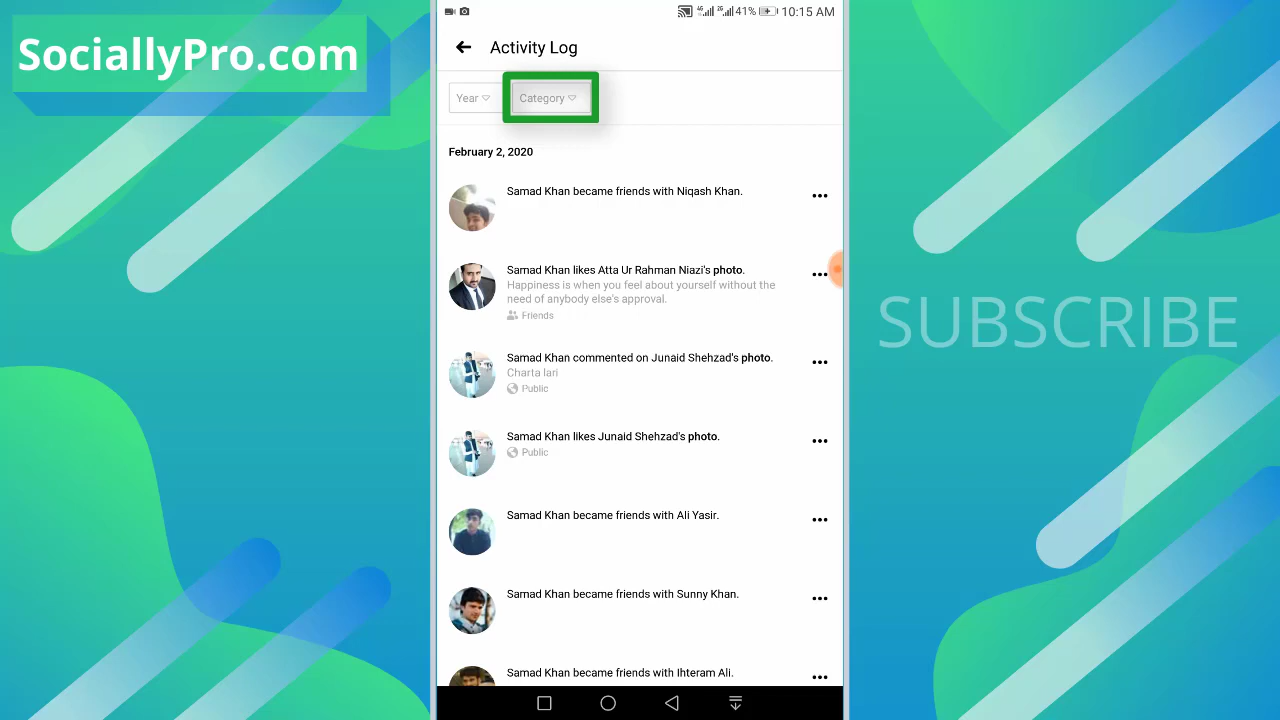 SociallyPro.com
4G 2G 41% 10:15 AM
Activity Log
Year Category
February 2, 2020
Samad Khan became friends with Niqash Khan.
Samad Khan likes Atta Ur Rahman Niazi's photo.
Happiness is when you feel about yourself without the
need of anybody else's approval.
Friends
Samad Khan commented on Junaid Shehzad's photo.
Charta lari
Public
Samad Khan likes Junaid Shehzad's photo.
Public
Samad Khan became friends with Ali Yasir.
Samad Khan became friends with Sunny Khan.
Samad Khan became friends with Ihteram Ali.
SUBSCRIBE